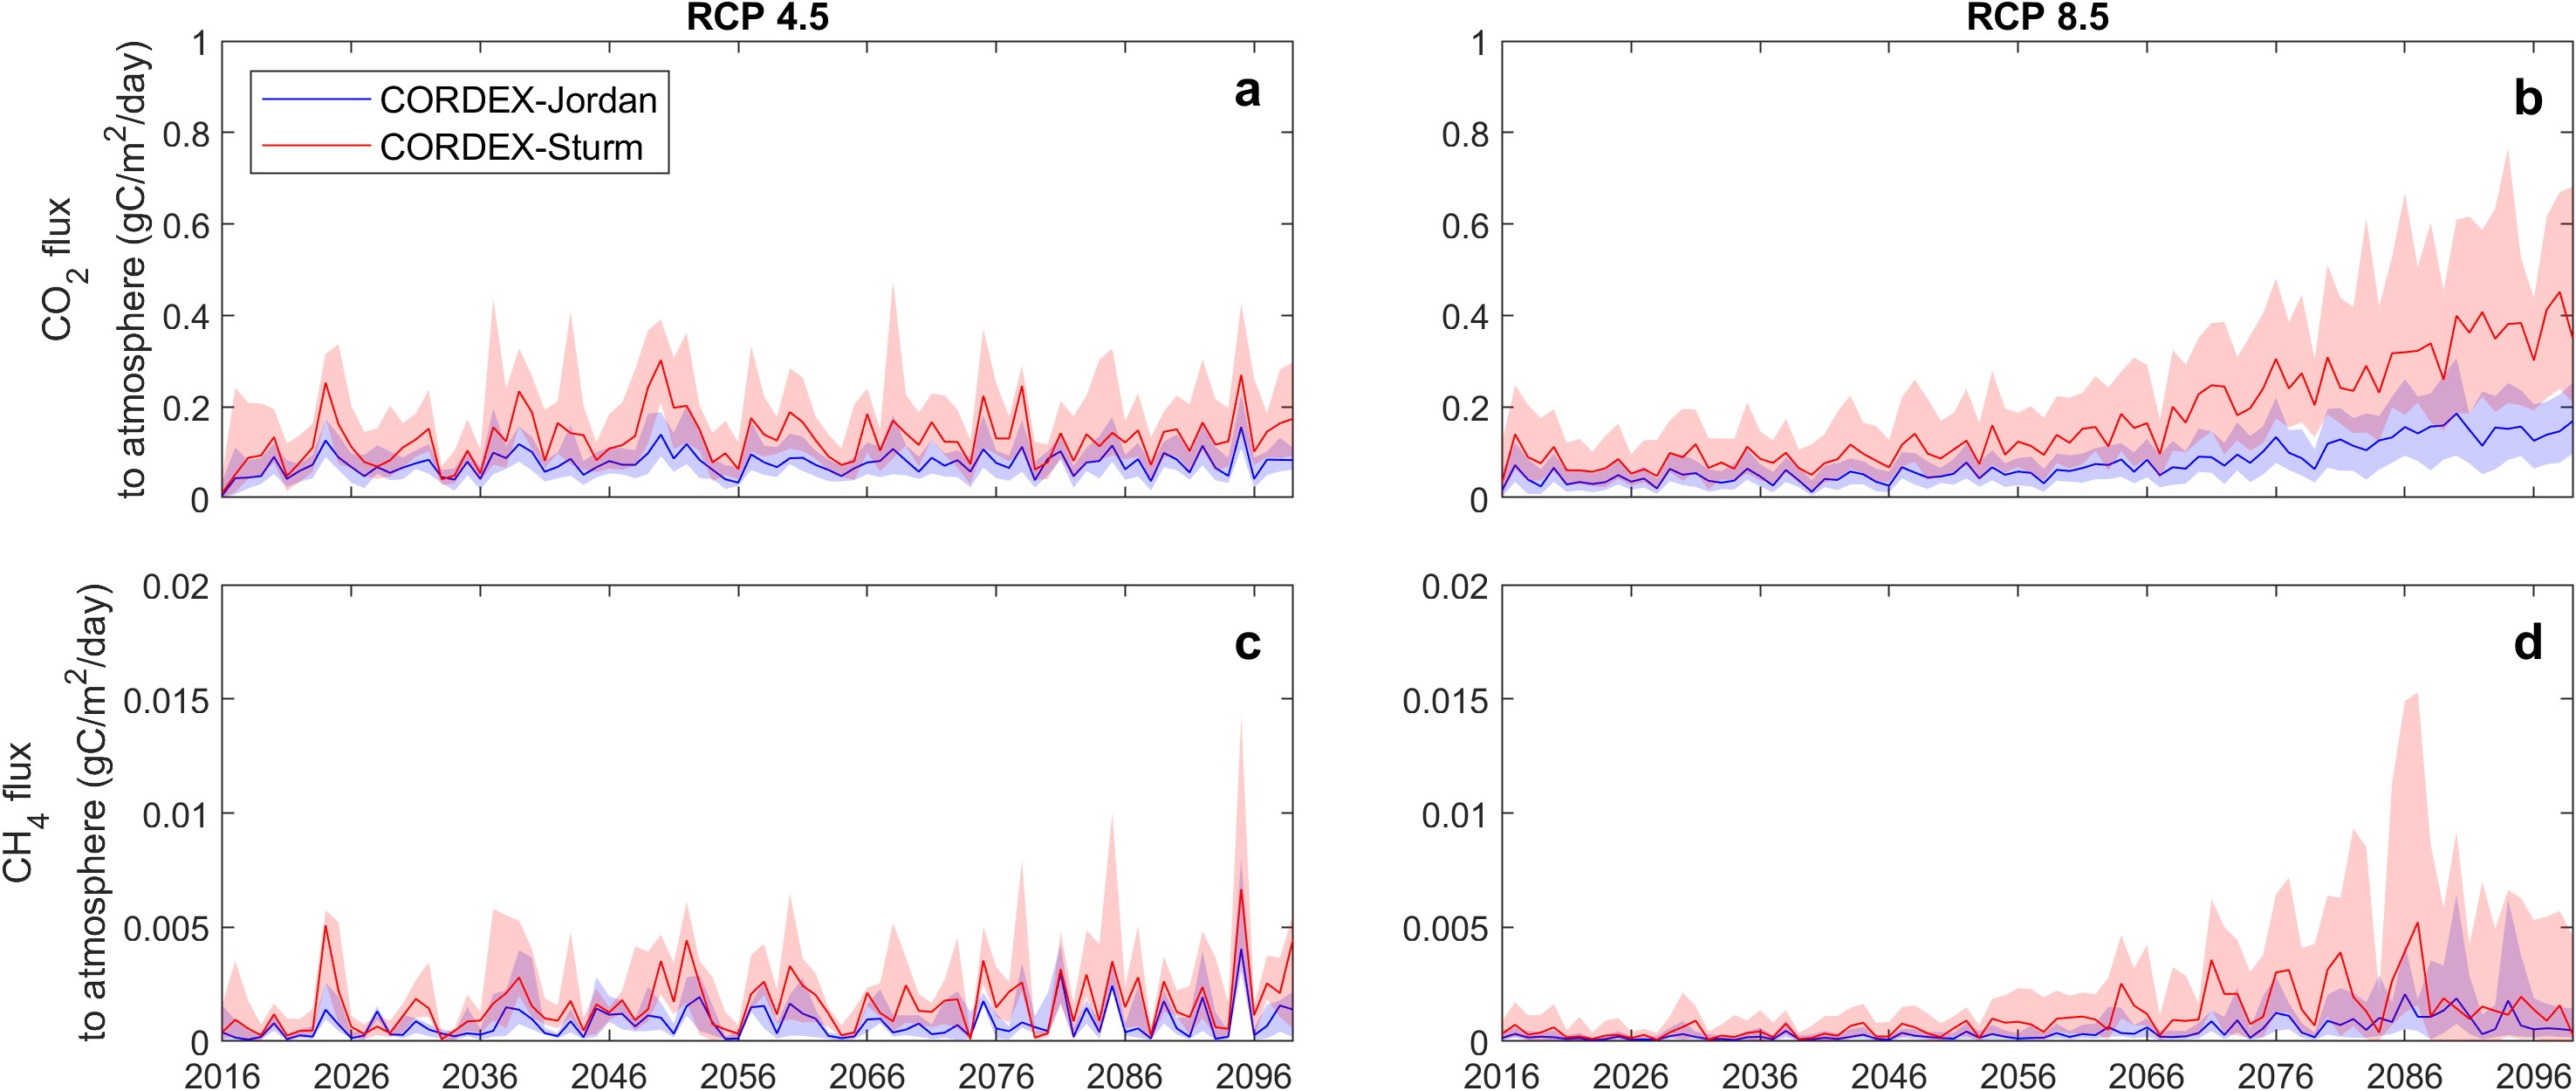 RCP 4.5
RCP 8.5
CO2 flux
to atmosphere (gC/m²/day)
1
0.8
0.6
0.4
0.2
0
CORDEX-Jordan
CORDEX-Sturm
a
1
0.8
0.6
0.4
0.2
0
b
CH4 flux
to atmosphere (gC/m²/day)
0.02
0.015
0.01
0.005
0
c
2016 2026 2036 2046 2056 2066 2076 2086 2096
0.02
0.015
0.01
0.005
0
d
2016 2026 2036 2046 2056 2066 2076 2086 2096